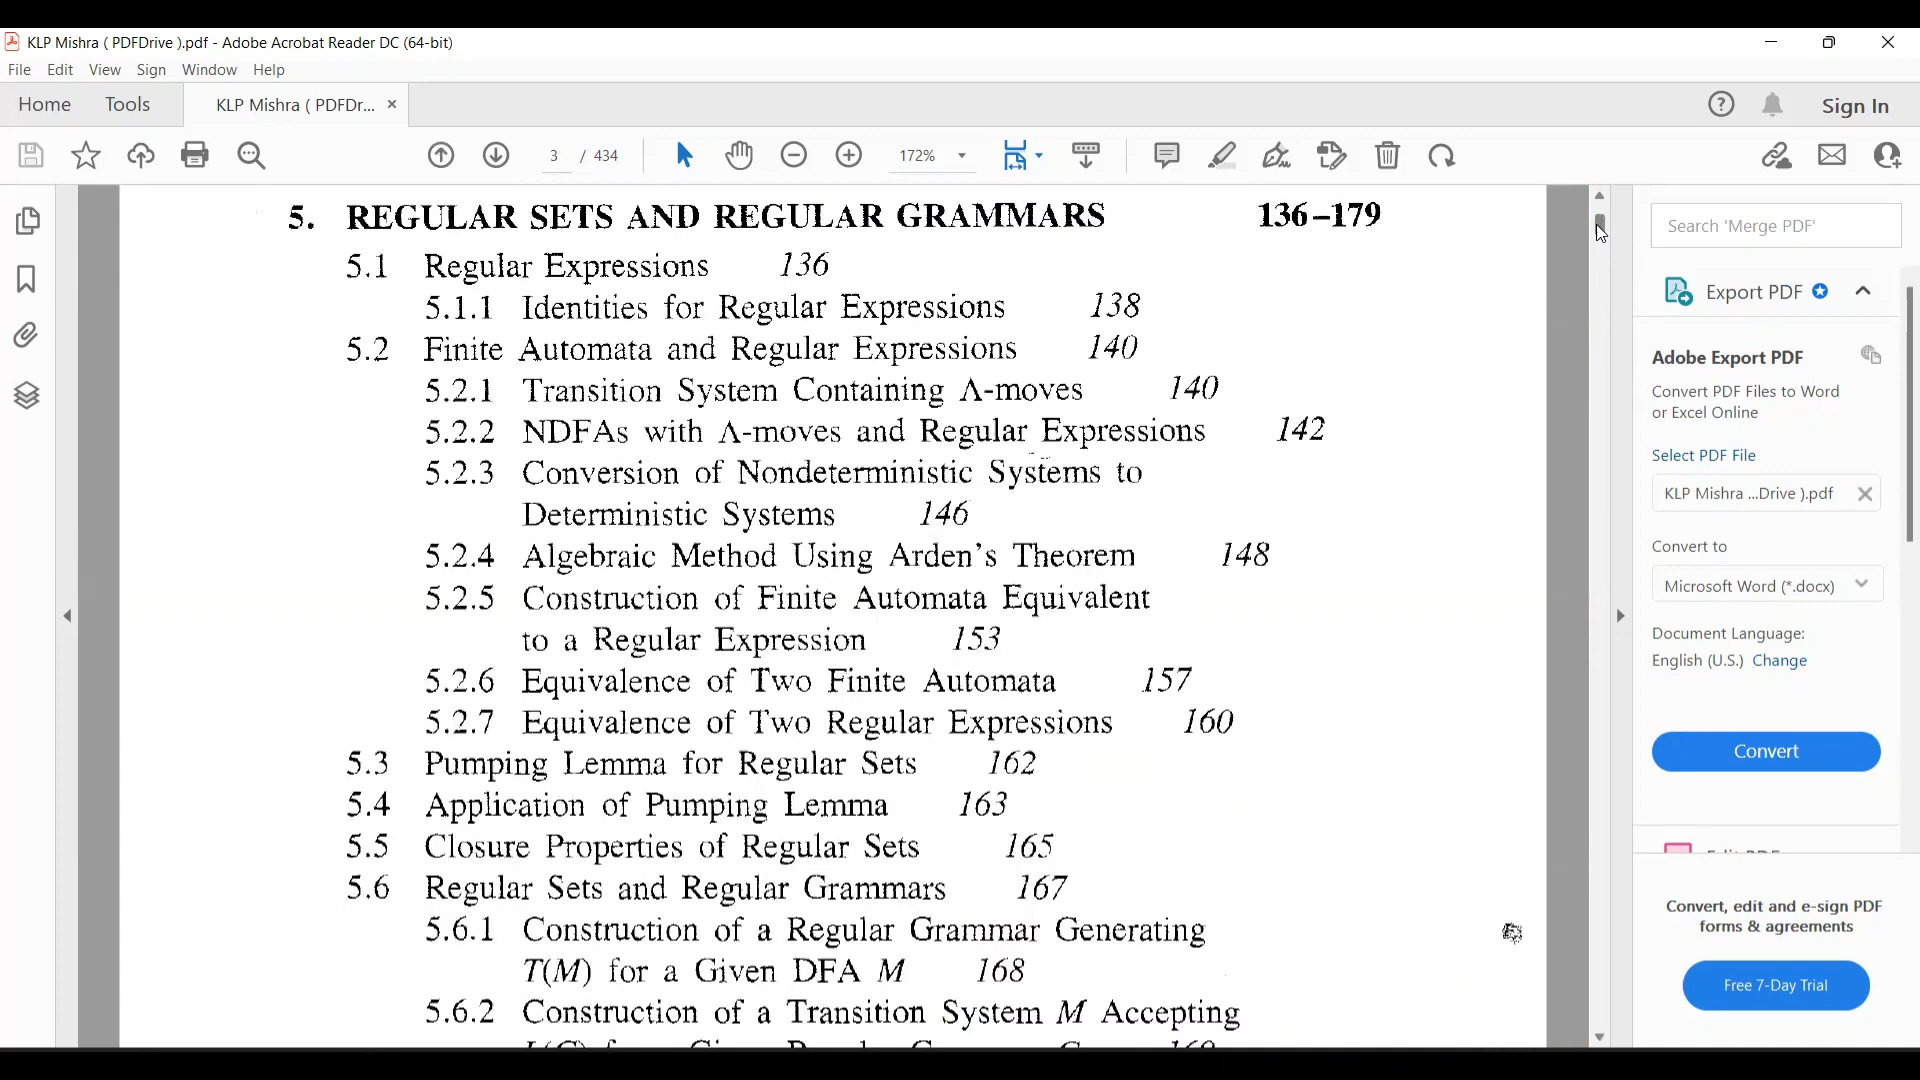 KLP Mishra ( PDFDrive ).pdf - Adobe Acrobat Reader DC (64-bit)
File Edit View Sign Window Help
Home Tools KLP Mishra ( PDFDr... × Sign In
3 / 434 172%
5. REGULAR SETS AND REGULAR GRAMMARS 136–179
5.1 Regular Expressions 136
5.1.1 Identities for Regular Expressions 138
5.2 Finite Automata and Regular Expressions 140
5.2.1 Transition System Containing Λ-moves 140
5.2.2 NDFAs with Λ-moves and Regular Expressions 142
5.2.3 Conversion of Nondeterministic Systems to
Deterministic Systems 146
5.2.4 Algebraic Method Using Arden's Theorem 148
5.2.5 Construction of Finite Automata Equivalent
to a Regular Expression 153
5.2.6 Equivalence of Two Finite Automata 157
5.2.7 Equivalence of Two Regular Expressions 160
5.3 Pumping Lemma for Regular Sets 162
5.4 Application of Pumping Lemma 163
5.5 Closure Properties of Regular Sets 165
5.6 Regular Sets and Regular Grammars 167
5.6.1 Construction of a Regular Grammar Generating
T(M) for a Given DFA M 168
5.6.2 Construction of a Transition System M Accepting
Search 'Merge PDF'
Export PDF
Adobe Export PDF
Convert PDF Files to Word
or Excel Online
Select PDF File
KLP Mishra ...Drive ).pdf
Convert to
Microsoft Word (*.docx)
Document Language:
English (U.S.) Change
Convert
Convert, edit and e-sign PDF
forms & agreements
Free 7-Day Trial